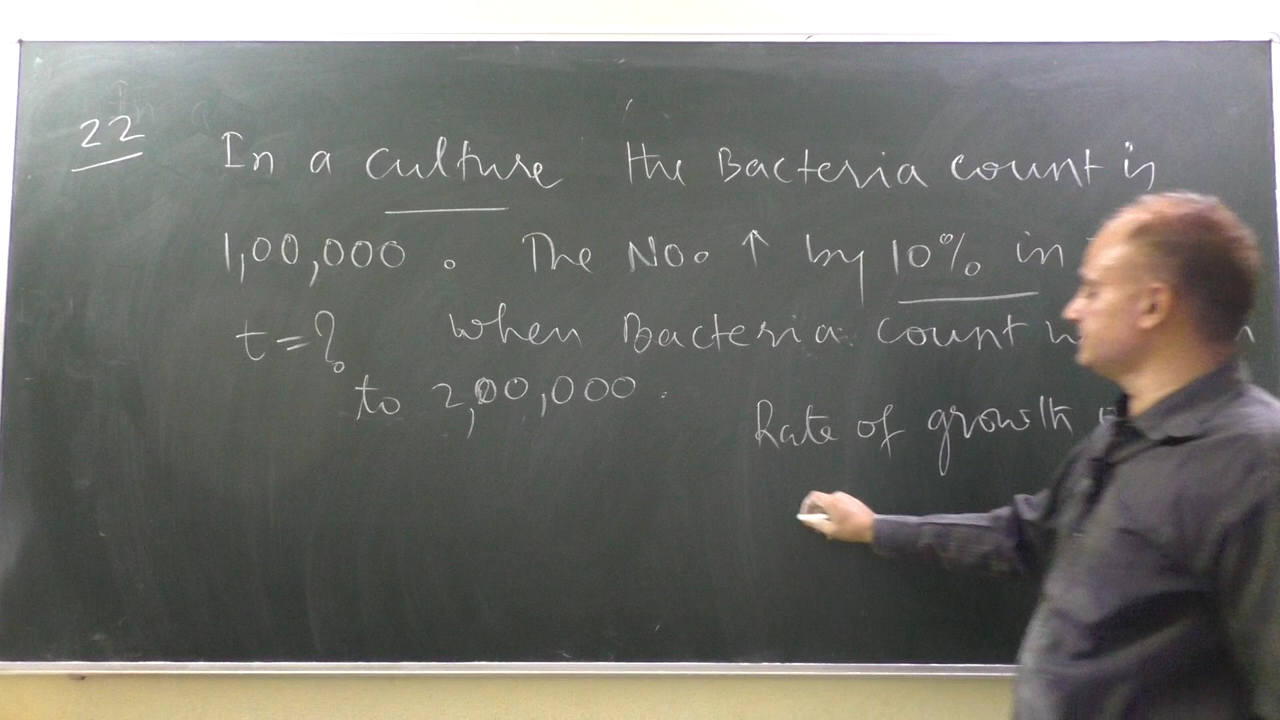 22
In a culture the Bacteria count is
1,00,000. The No. ↑ by 10% in
t=? when Bacteria count
to 2,00,000.
Rate of growth